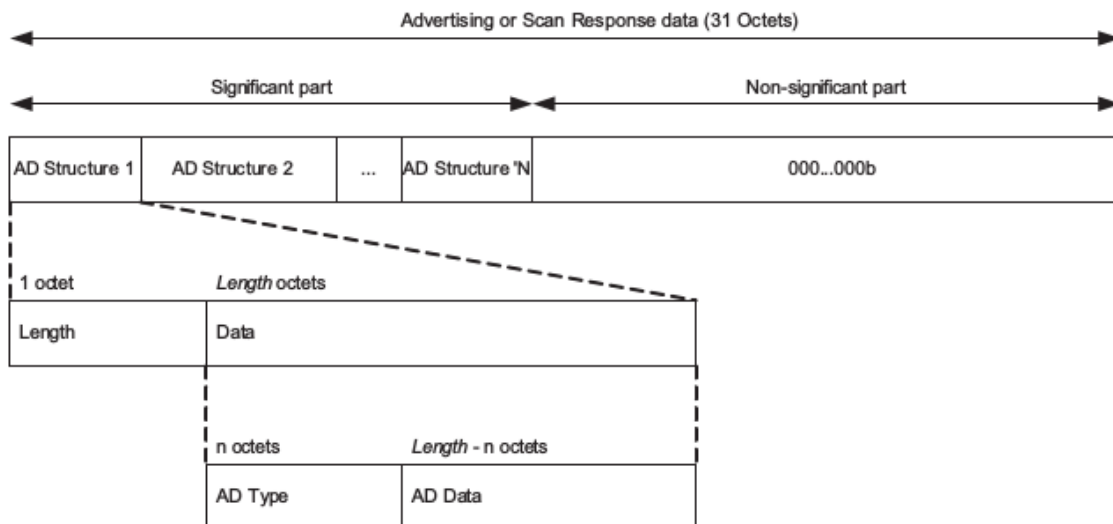 Advertising or Scan Response data (31 Octets)
Significant part
Non-significant part
AD Structure 1
AD Structure 2
...
AD Structure 'N
000...000b
1 octet
Length octets
Length
Data
n octets
Length - n octets
AD Type
AD Data